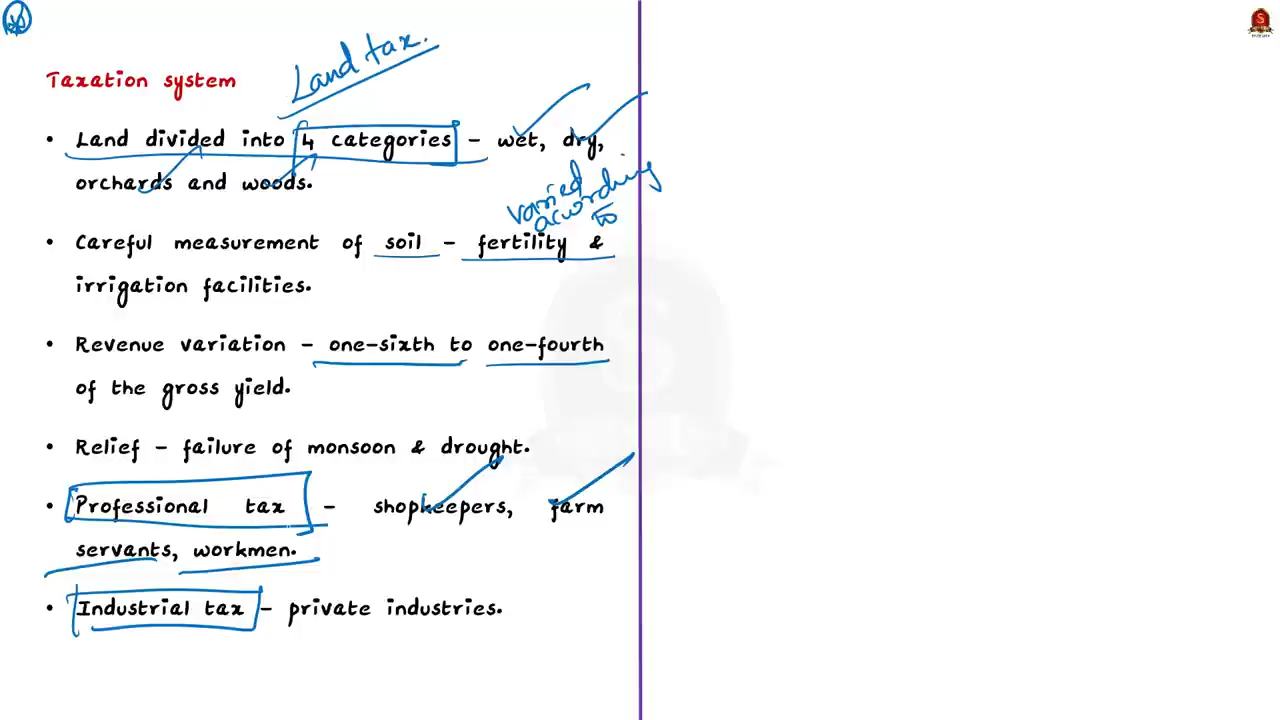 Land tax.
Taxation system
• Land divided into 4 categories - wet, dry,
orchards and woods.
varied
according
to
• Careful measurement of soil - fertility &
irrigation facilities.
• Revenue variation - one-sixth to one-fourth
of the gross yield.
• Relief - failure of monsoon & drought.
• Professional tax - shopkeepers, farm
servants, workmen.
• Industrial tax - private industries.